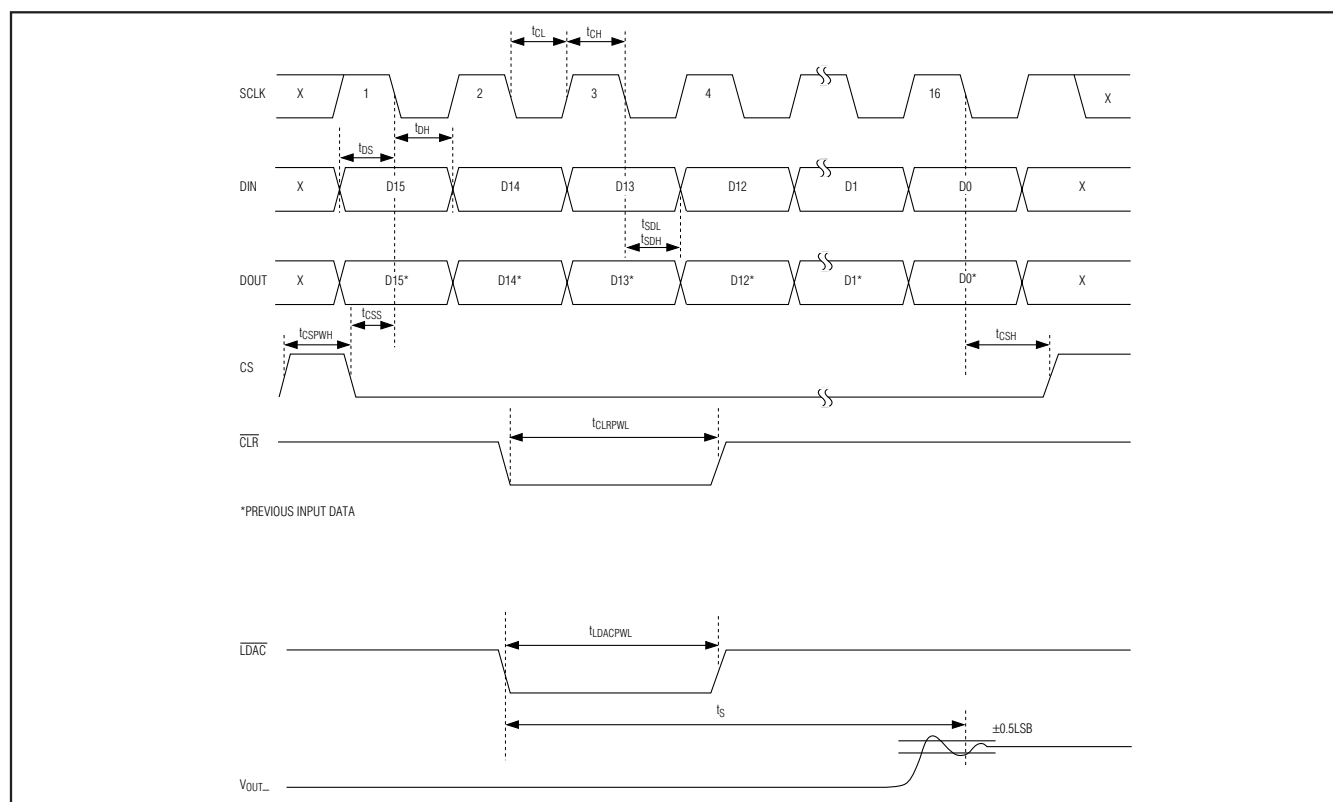 tCL tCH
SCLK X 1 2 3 4 16 X
tDH
tDS
DIN X D15 D14 D13 D12 D1 D0 X
tSDL
tSDH
DOUT X D15* D14* D13* D12* D1* D0* X
tCSS
tCSPWH tCSH
CS
tCLRPWL
CLR
*PREVIOUS INPUT DATA
tLDACPWL
LDAC
tS
±0.5LSB
VOUT_